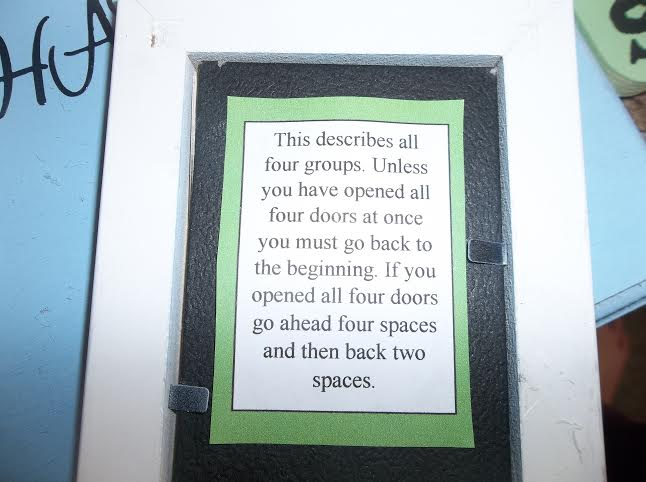 HA
This describes all
four groups. Unless
you have opened all
four doors at once
you must go back to
the beginning. If you
opened all four doors
go ahead four spaces
and then back two
spaces.